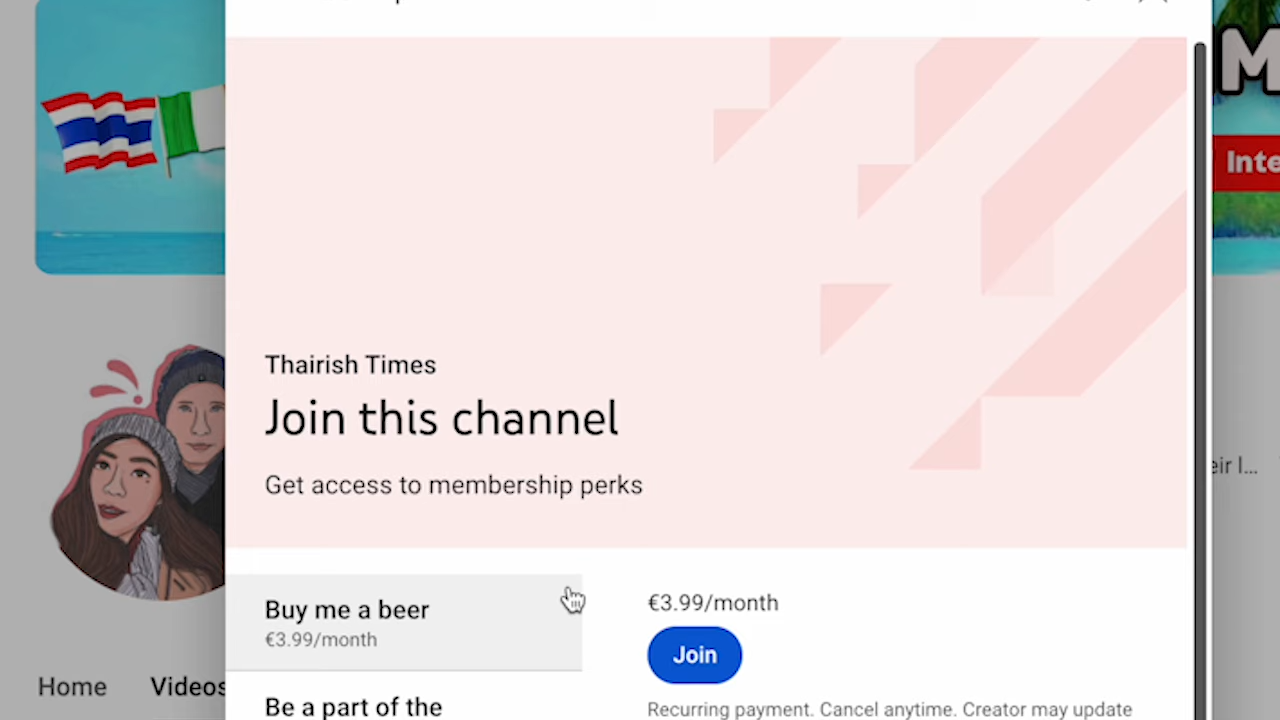 M
Inte
Thairish Times
Join this channel
Get access to membership perks
eir l...
Buy me a beer
€3.99/month
€3.99/month
Join
Home
Videos
Be a part of the
Recurring payment. Cancel anytime. Creator may update